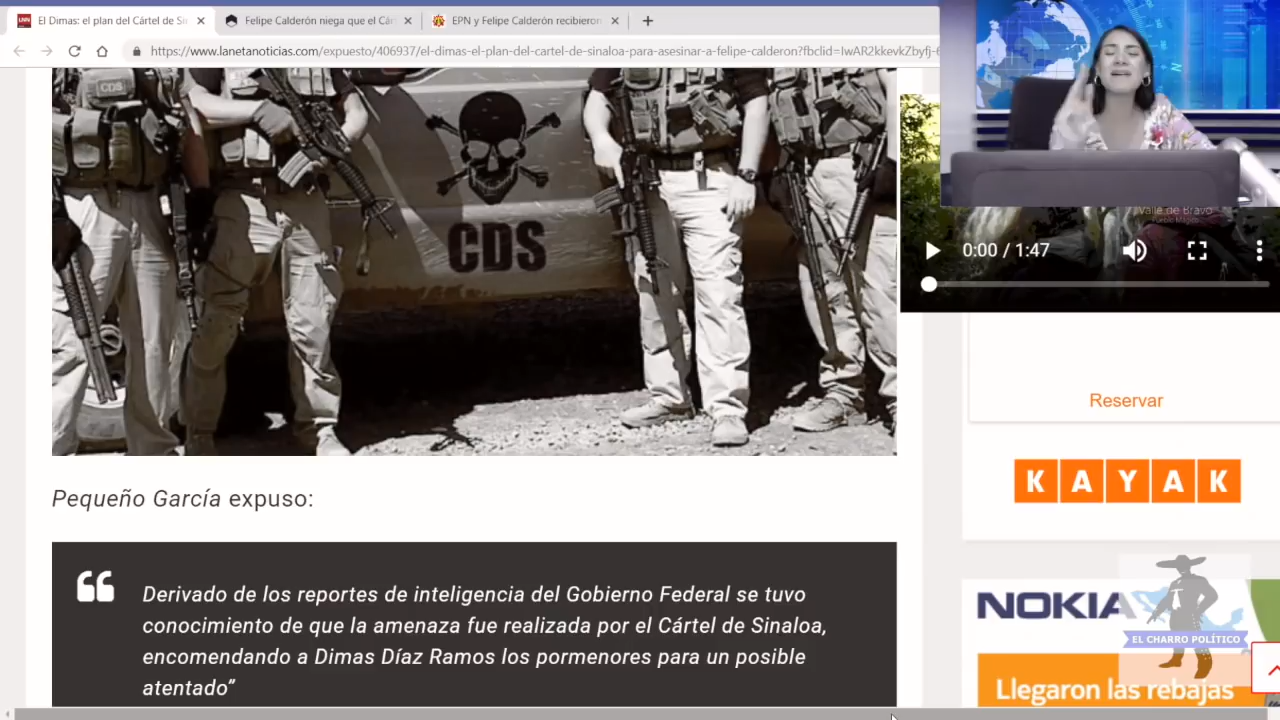 El Dimas: el plan del Cártel de Si
Felipe Calderón niega que el Cár
EPN y Felipe Calderón recibieron
https://www.lanetanoticias.com/expuesto/406937/el-dimas-el-plan-del-cartel-de-sinaloa-para-asesinar-a-felipe-calderon?fbclid=IwAR2kkevkZbyfj-
CDS
CDS
Valle de Bravo
0:00 / 1:47
Reservar
KAYAK
Pequeño García expuso:
Derivado de los reportes de inteligencia del Gobierno Federal se tuvo
conocimiento de que la amenaza fue realizada por el Cártel de Sinaloa,
encomendando a Dimas Díaz Ramos los pormenores para un posible
atentado”
NOKIA
EL CHARRO POLÍTICO
Llegaron las rebajas